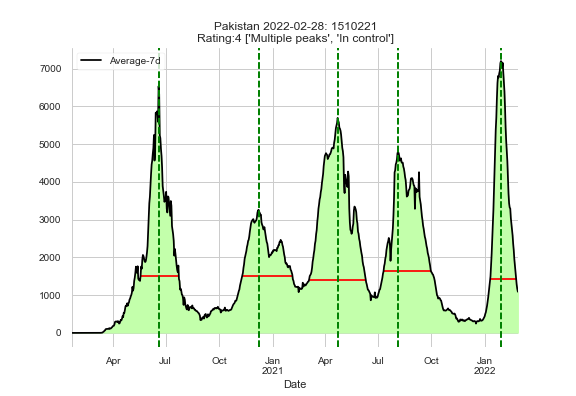 Pakistan 2022-02-28: 1510221
Rating:4 ['Multiple peaks', 'In control']
Average-7d
7000
6000
5000
4000
3000
2000
1000
0
Apr Jul Oct Jan Apr Jul Oct Jan
2021 2022
Date